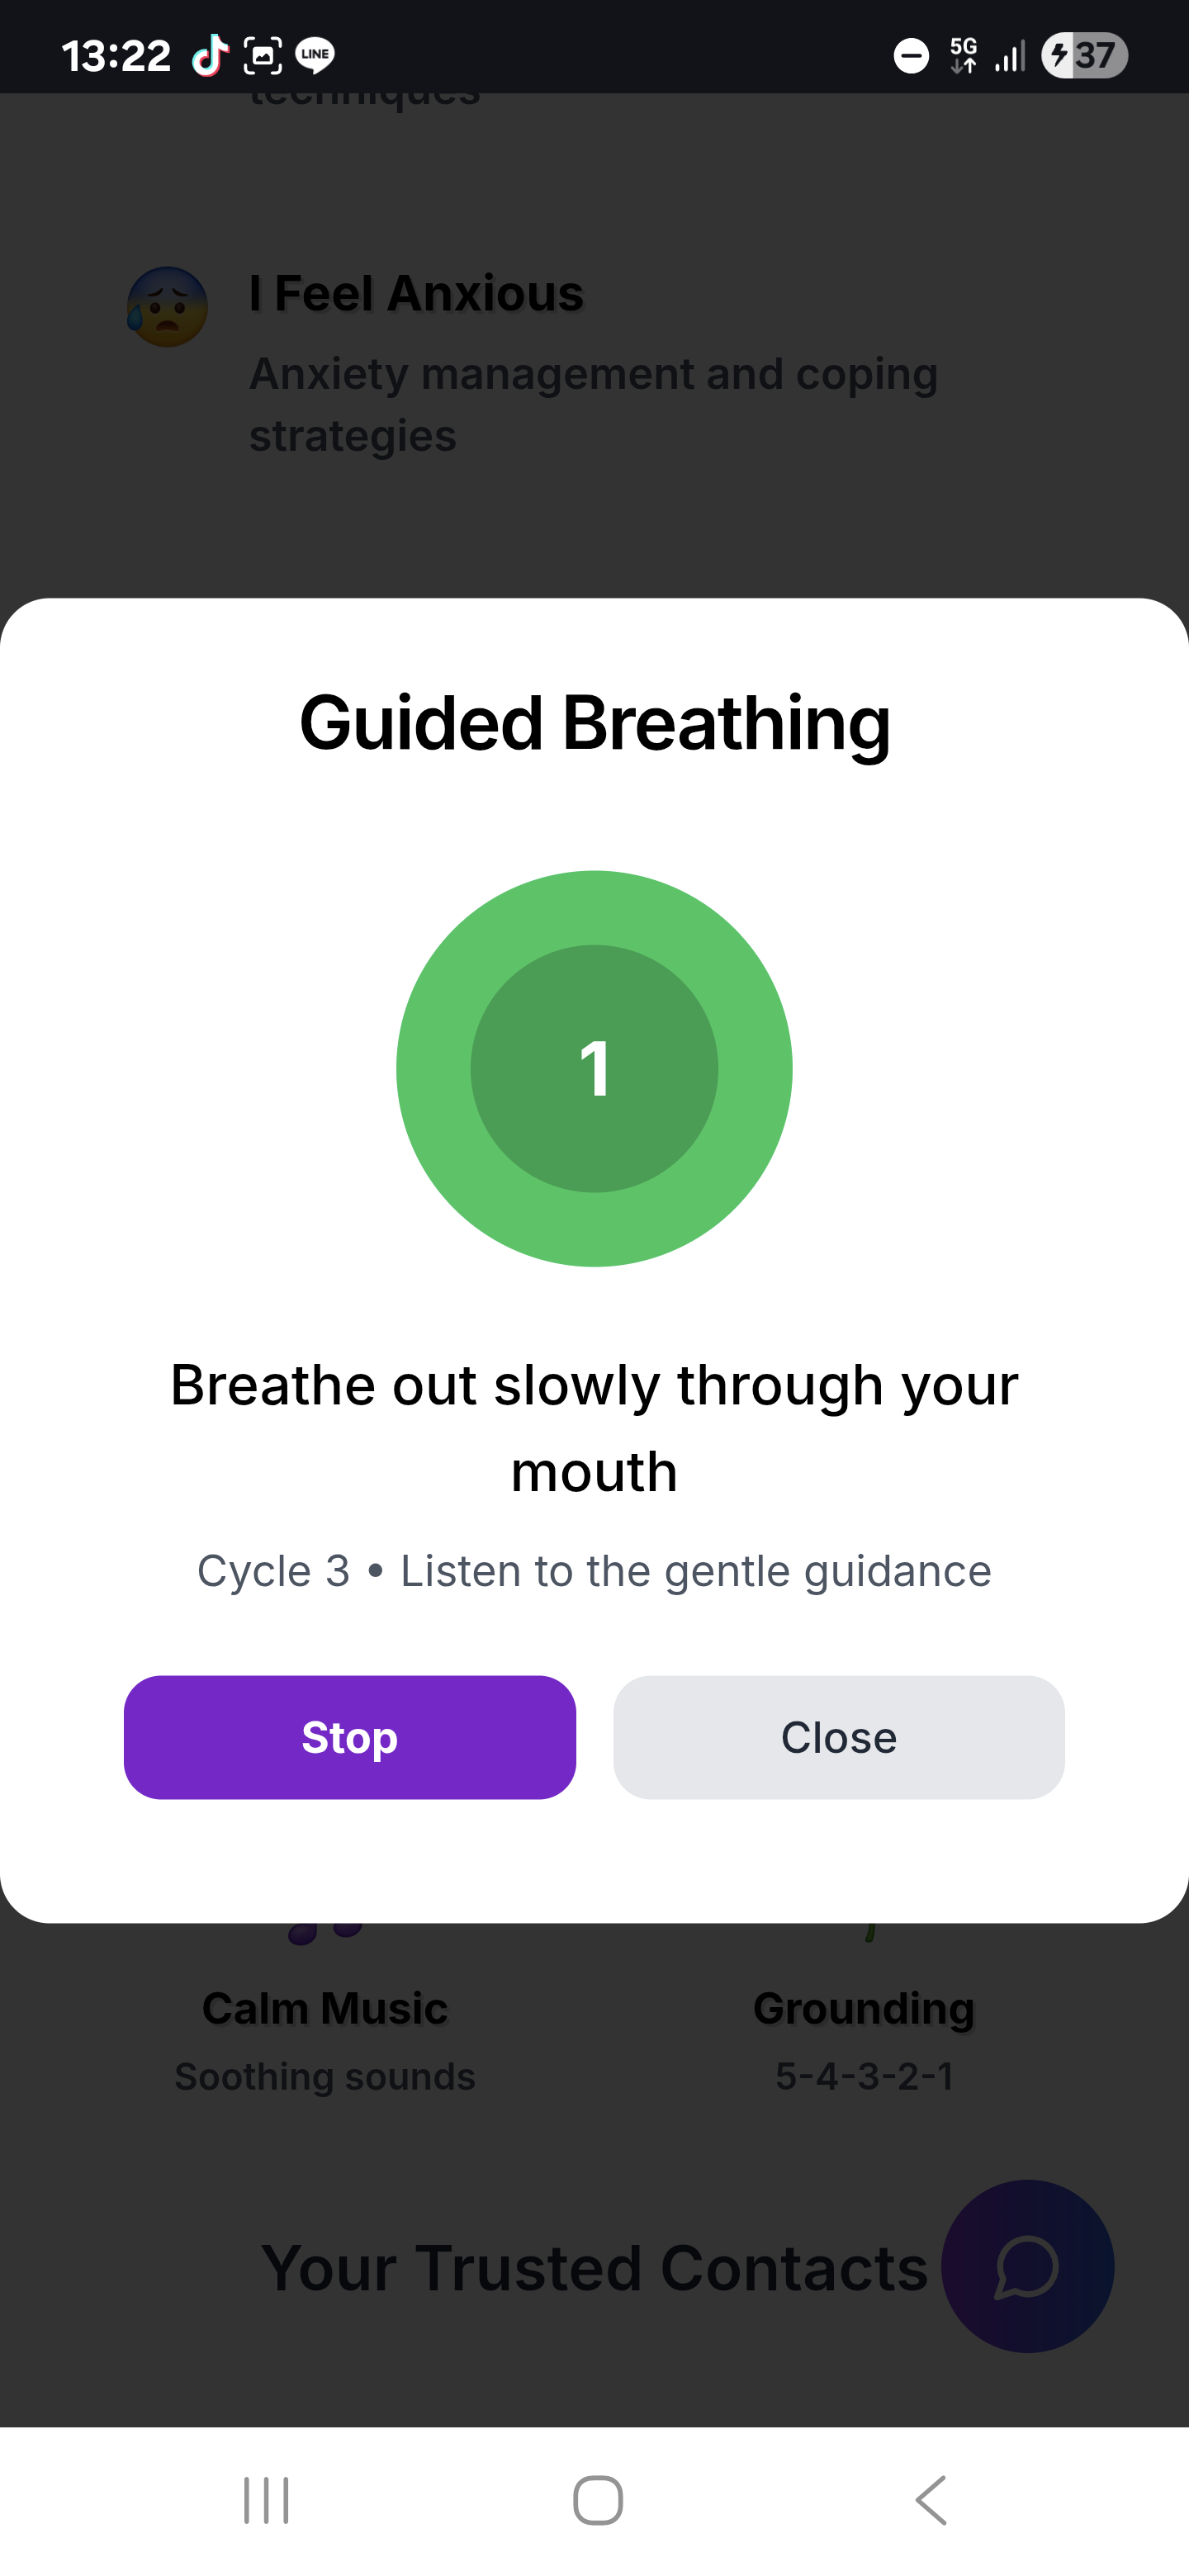 13:22
LINE
5G
37
techniques
I Feel Anxious
Anxiety management and coping
strategies
Guided Breathing
1
Breathe out slowly through your
mouth
Cycle 3 • Listen to the gentle guidance
Stop
Close
Calm Music
Grounding
Soothing sounds
5-4-3-2-1
Your Trusted Contacts